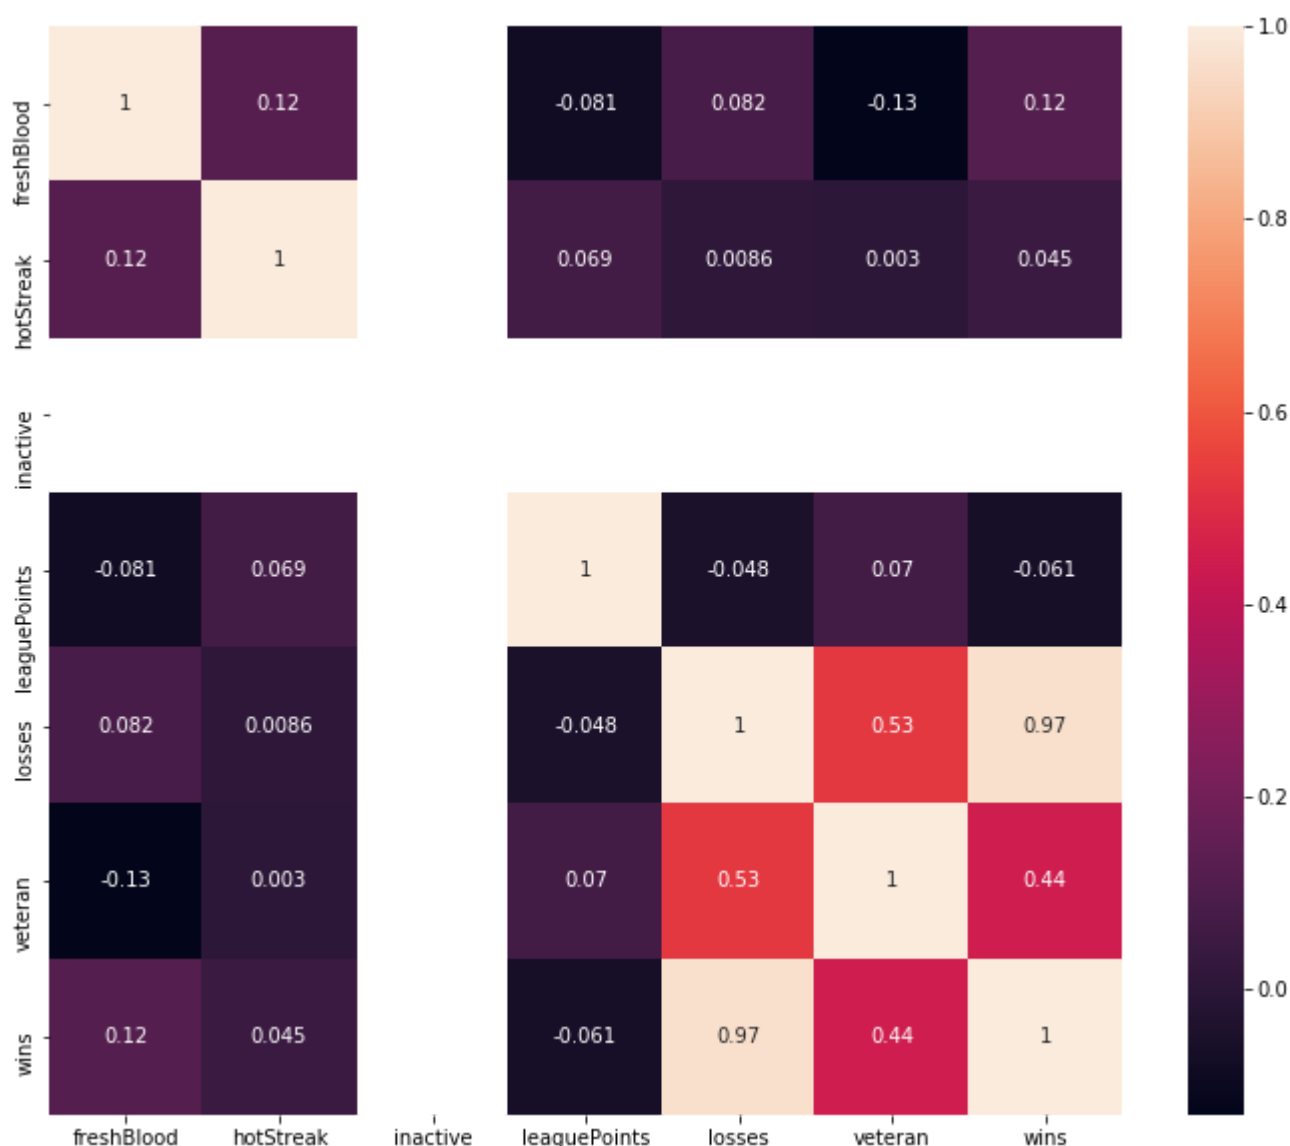 1.0
freshBlood 1 0.12 -0.081 0.082 -0.13 0.12
0.8
hotStreak 0.12 1 0.069 0.0086 0.003 0.045
0.6
inactive
leaguePoints -0.081 0.069 1 -0.048 0.07 -0.061
0.4
losses 0.082 0.0086 -0.048 1 0.53 0.97
0.2
veteran -0.13 0.003 0.07 0.53 1 0.44
0.0
wins 0.12 0.045 -0.061 0.97 0.44 1
freshBlood hotStreak inactive leaguePoints losses veteran wins